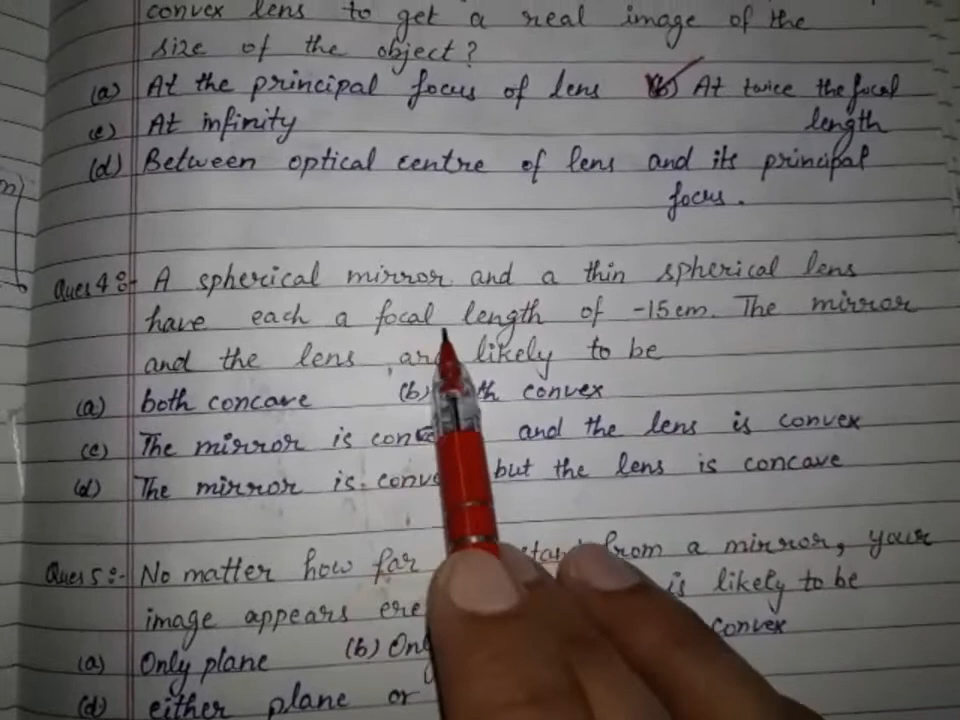 convex lens to get a real image of the
size of the object?
(a) At the principal focus of lens (b) At twice the focal
(c) At infinity length
(d) Between optical centre of lens and its principal
focus.
Ques 4:- A spherical mirror and a thin spherical lens
have each a focal length of -15 cm. The mirror
and the lens are likely to be
(a) both concave (b) convex
(c) The mirror is and the lens is convex
(d) The mirror is but the lens is concave
Ques 5:- No matter how far from a mirror, your
image appears is likely to be
(a) Only plane (b) convex
(d) either plane or